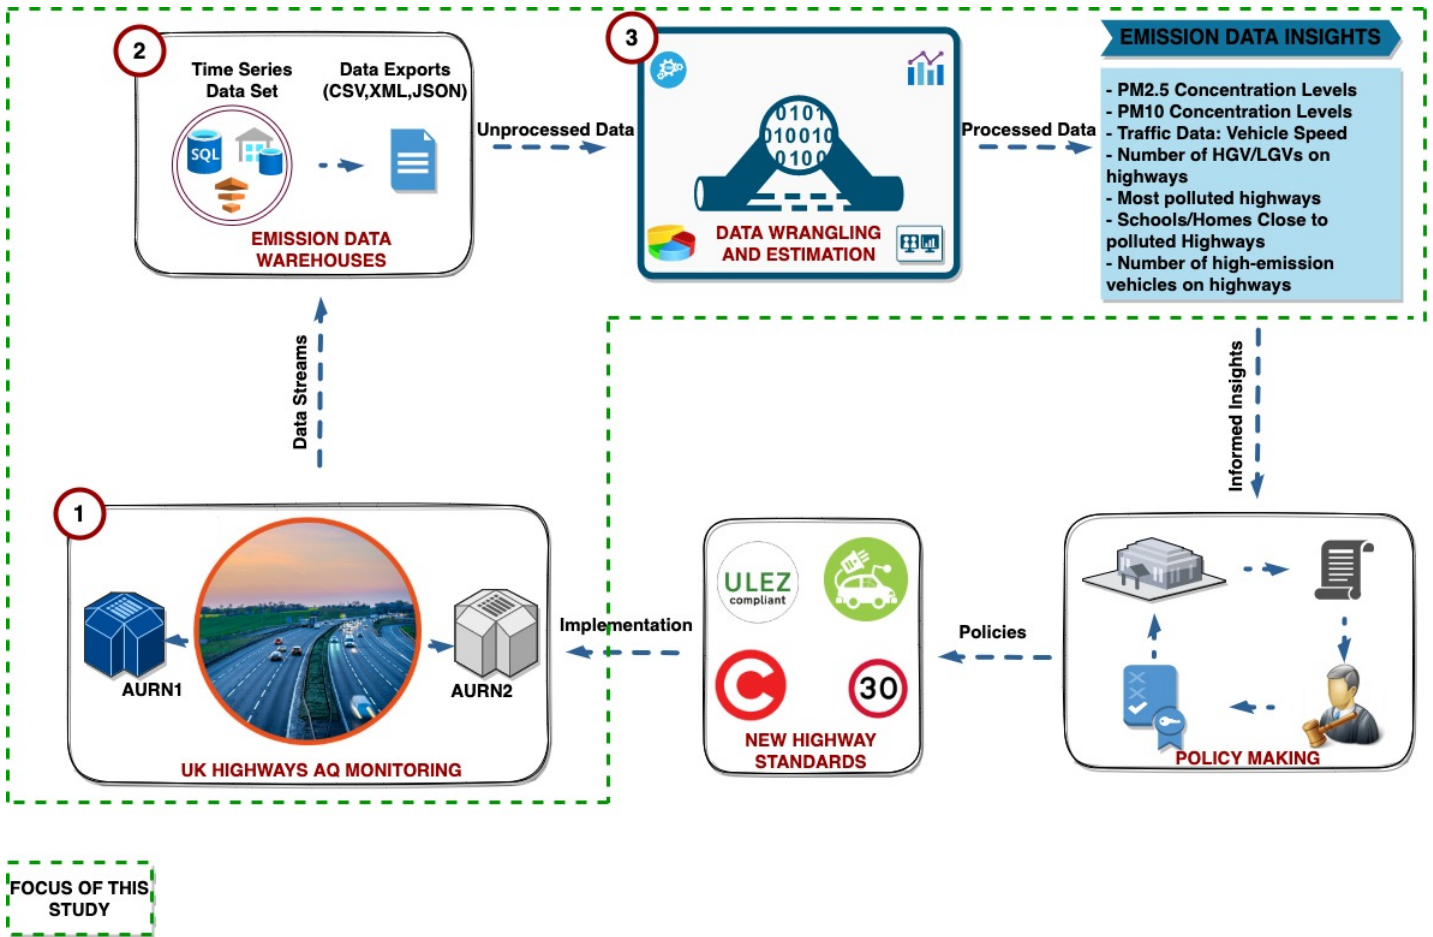 2
Time Series
Data Set
Data Exports
(CSV,XML,JSON)
SQL
EMISSION DATA
WAREHOUSES
Unprocessed Data
3
0101
010010
0100
DATA WRANGLING
AND ESTIMATION
Processed Data
EMISSION DATA INSIGHTS
- PM2.5 Concentration Levels
- PM10 Concentration Levels
- Traffic Data: Vehicle Speed
- Number of HGV/LGVs on
highways
- Most polluted highways
- Schools/Homes Close to
polluted Highways
- Number of high-emission
vehicles on highways
Data Streams
Informed Insights
1
AURN1
AURN2
UK HIGHWAYS AQ MONITORING
Implementation
ULEZ
compliant
C
30
NEW HIGHWAY
STANDARDS
Policies
POLICY MAKING
FOCUS OF THIS
STUDY